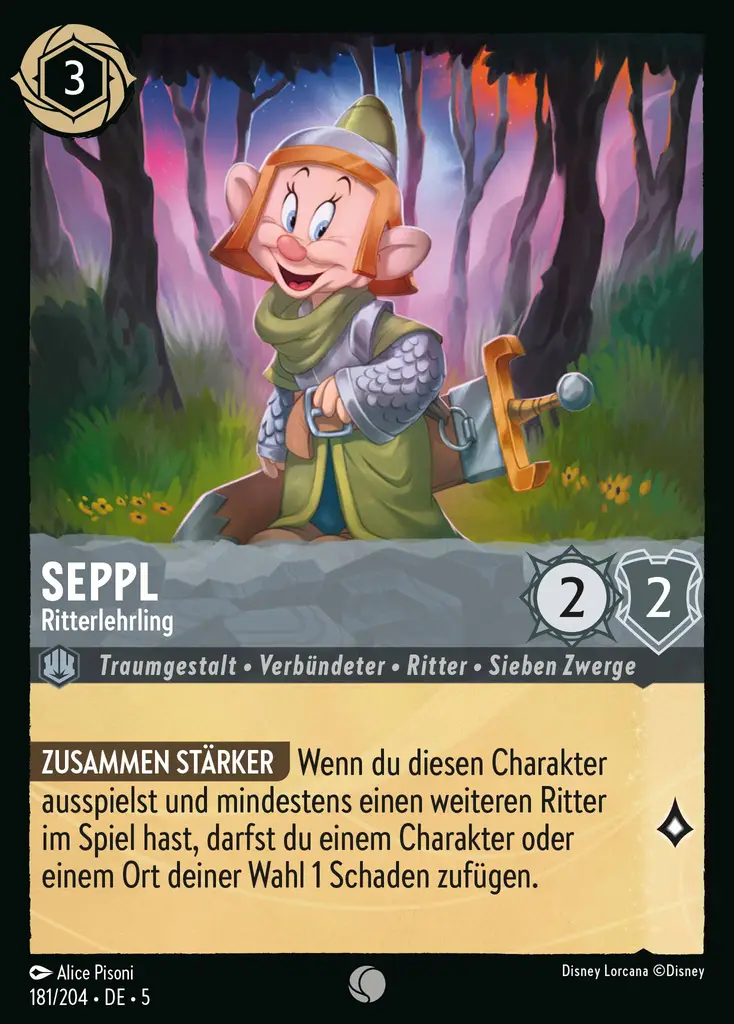 3
SEPPL
Ritterlehrling
2
2
Traumgestalt • Verbündeter • Ritter • Sieben Zwerge
ZUSAMMEN STÄRKER Wenn du diesen Charakter
ausspielst und mindestens einen weiteren Ritter
im Spiel hast, darfst du einem Charakter oder
einem Ort deiner Wahl 1 Schaden zufügen.
Alice Pisoni
Disney Lorcana ©Disney
181/204 • DE • 5